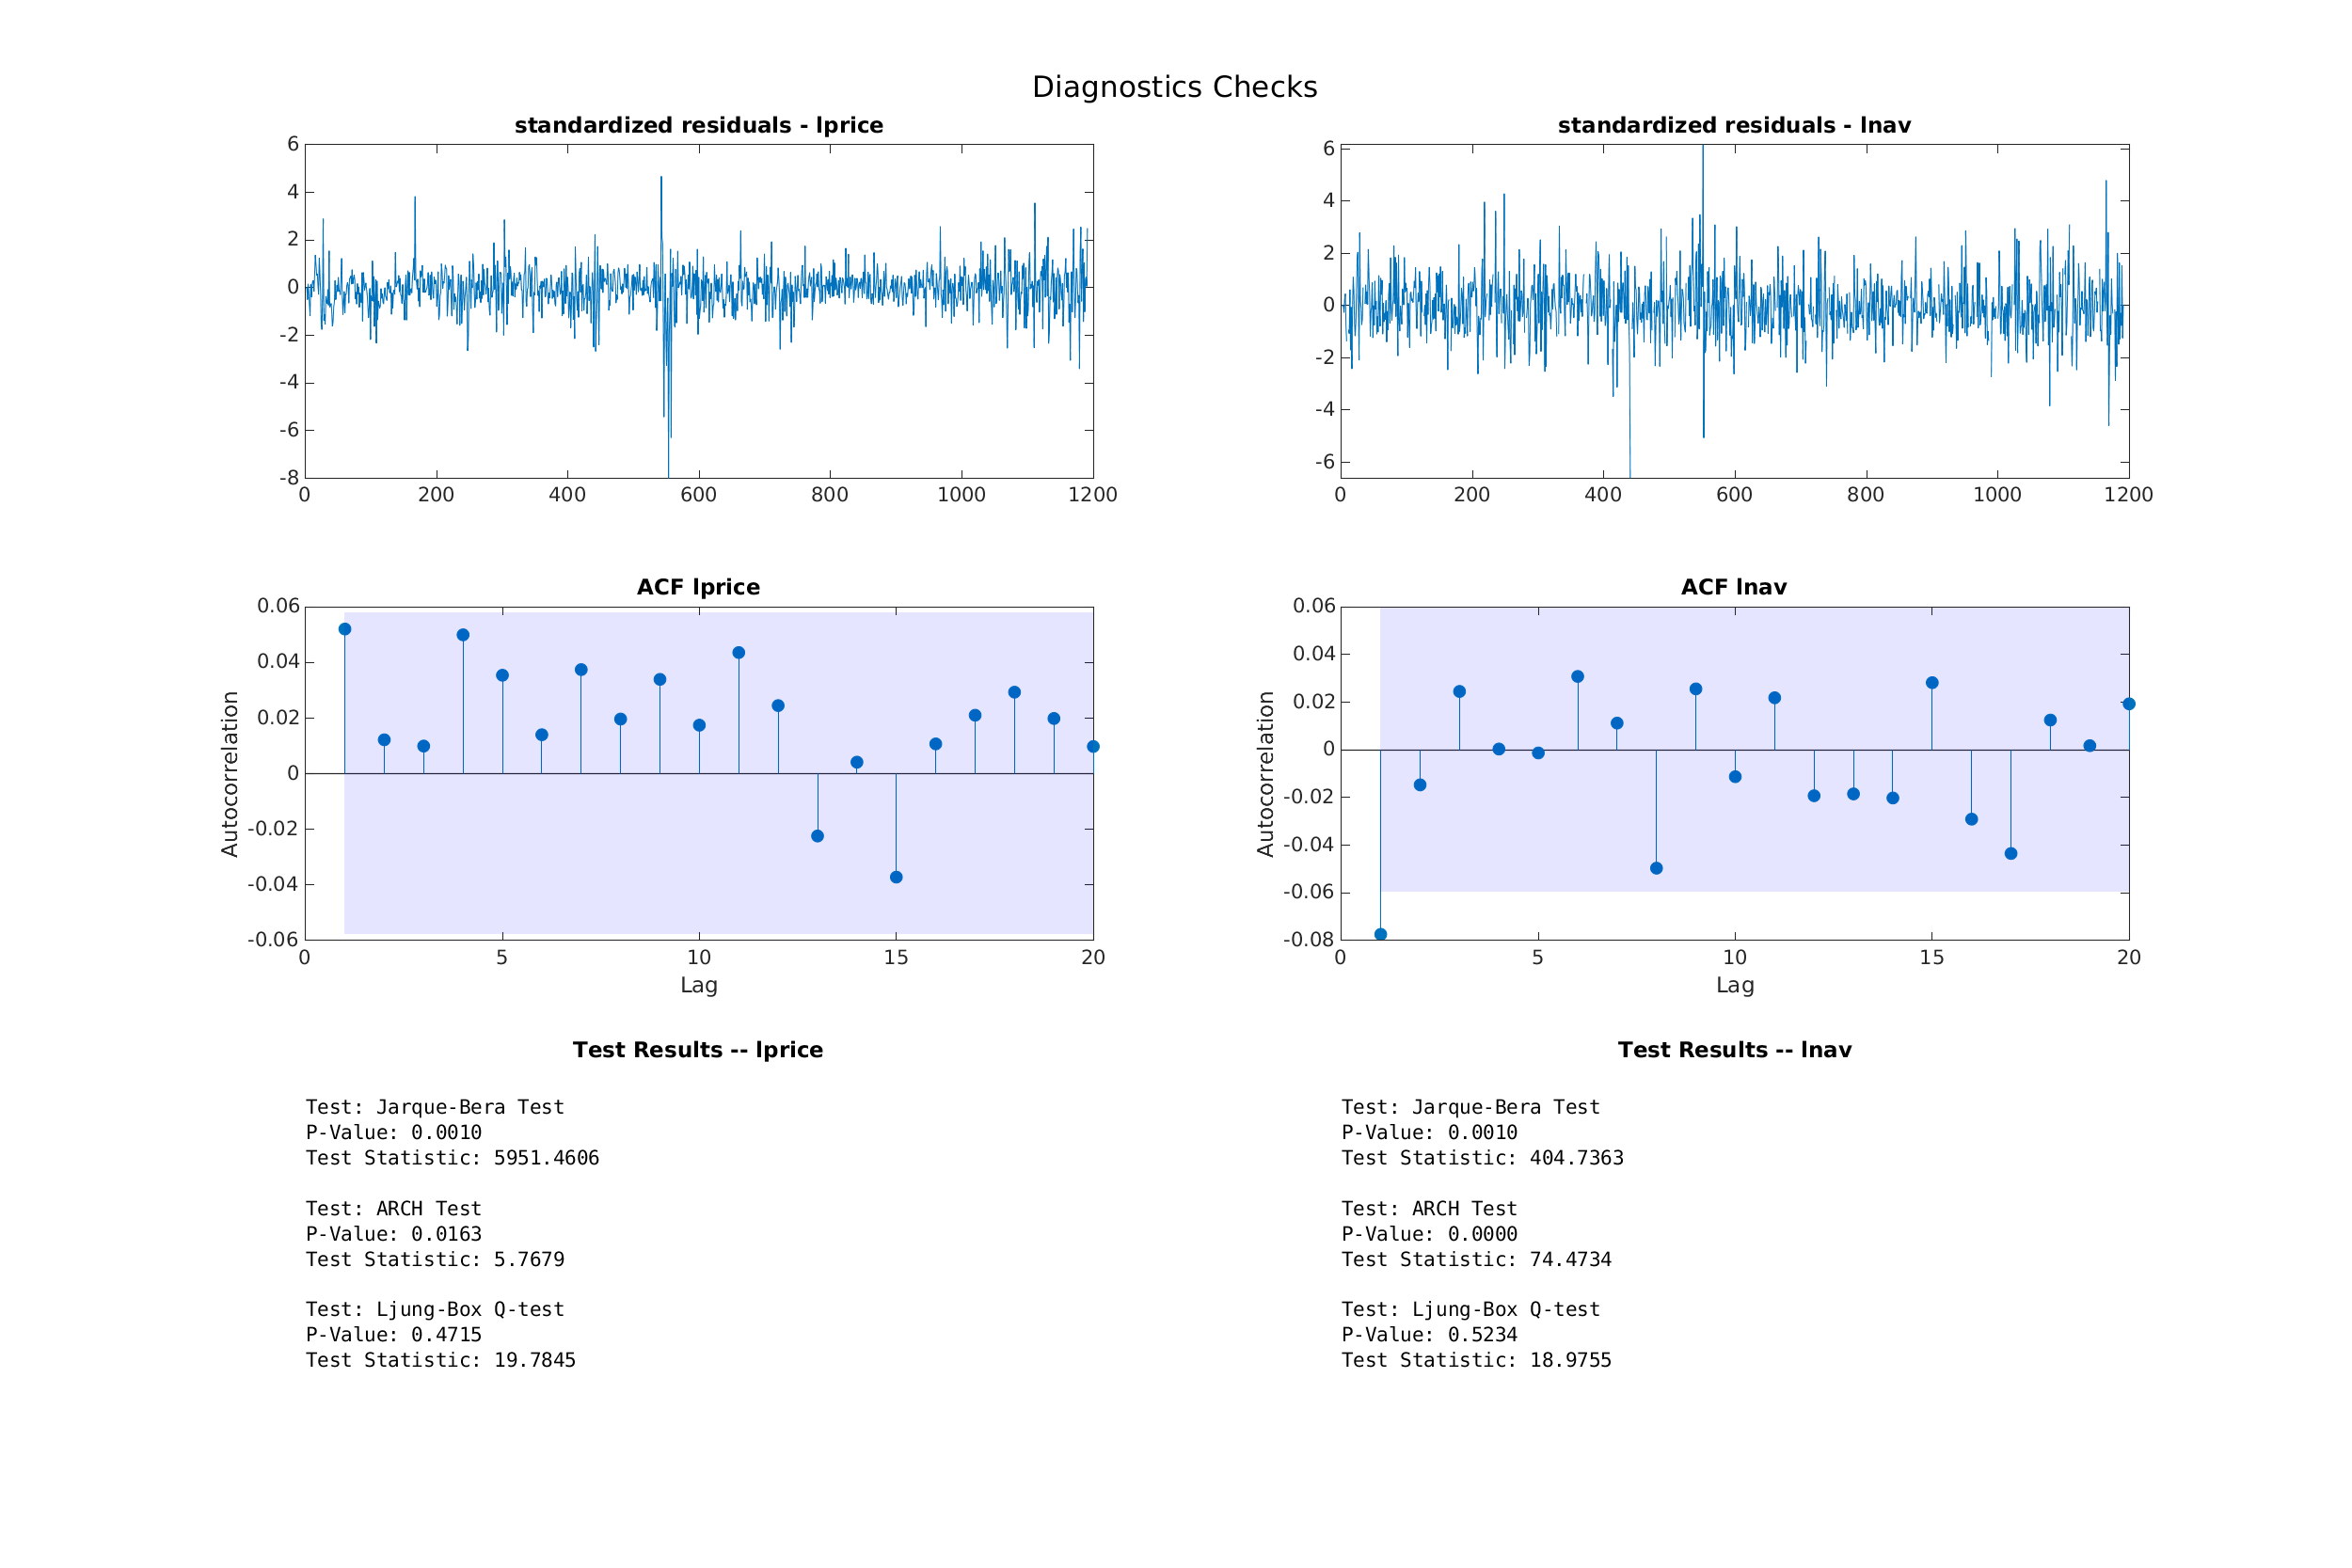 Diagnostics Checks
standardized residuals - lprice
6
4
2
0
-2
-4
-6
-8
0 200 400 600 800 1000 1200
standardized residuals - lnav
6
4
2
0
-2
-4
-6
0 200 400 600 800 1000 1200
ACF lprice
Autocorrelation
0.06
0.04
0.02
0
-0.02
-0.04
-0.06
0 5 10 15 20
Lag
ACF lnav
Autocorrelation
0.06
0.04
0.02
0
-0.02
-0.04
-0.06
-0.08
0 5 10 15 20
Lag
Test Results -- lprice
Test: Jarque-Bera Test
P-Value: 0.0010
Test Statistic: 5951.4606
Test: ARCH Test
P-Value: 0.0163
Test Statistic: 5.7679
Test: Ljung-Box Q-test
P-Value: 0.4715
Test Statistic: 19.7845
Test Results -- lnav
Test: Jarque-Bera Test
P-Value: 0.0010
Test Statistic: 404.7363
Test: ARCH Test
P-Value: 0.0000
Test Statistic: 74.4734
Test: Ljung-Box Q-test
P-Value: 0.5234
Test Statistic: 18.9755